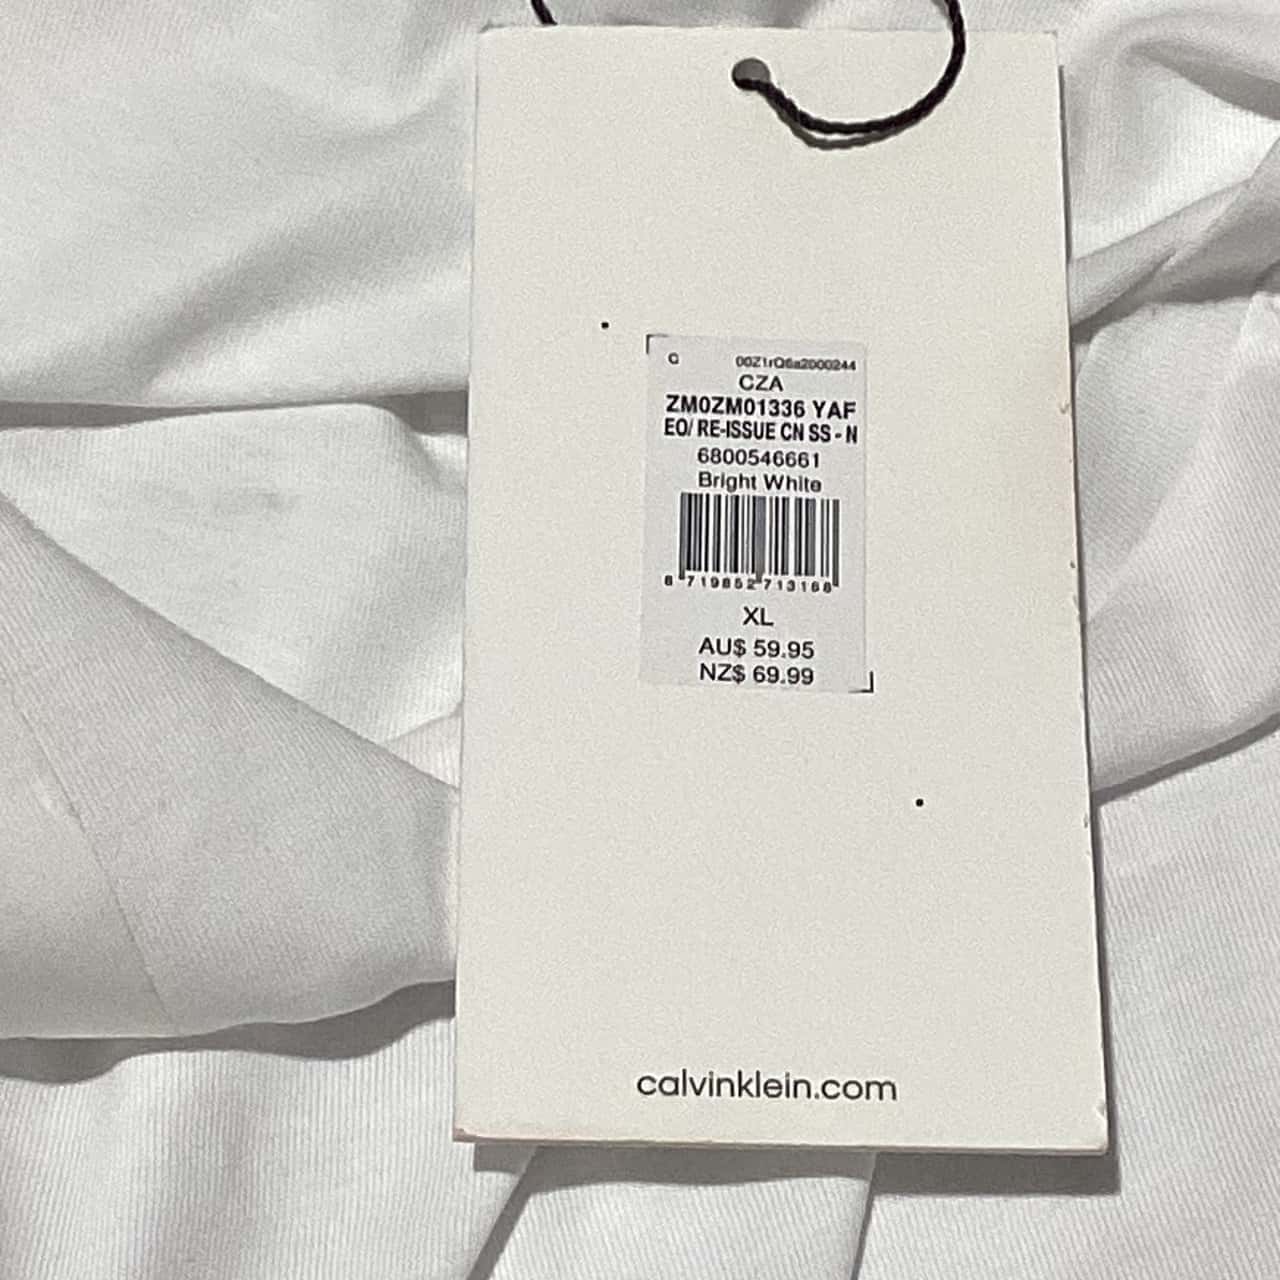 G 00Z1rQ6a2000244
CZA
ZM0ZM01336 YAF
EO/ RE-ISSUE CN SS - N
6800546661
Bright White
8 719852 713168
XL
AU$ 59.95
NZ$ 69.99
calvinklein.com